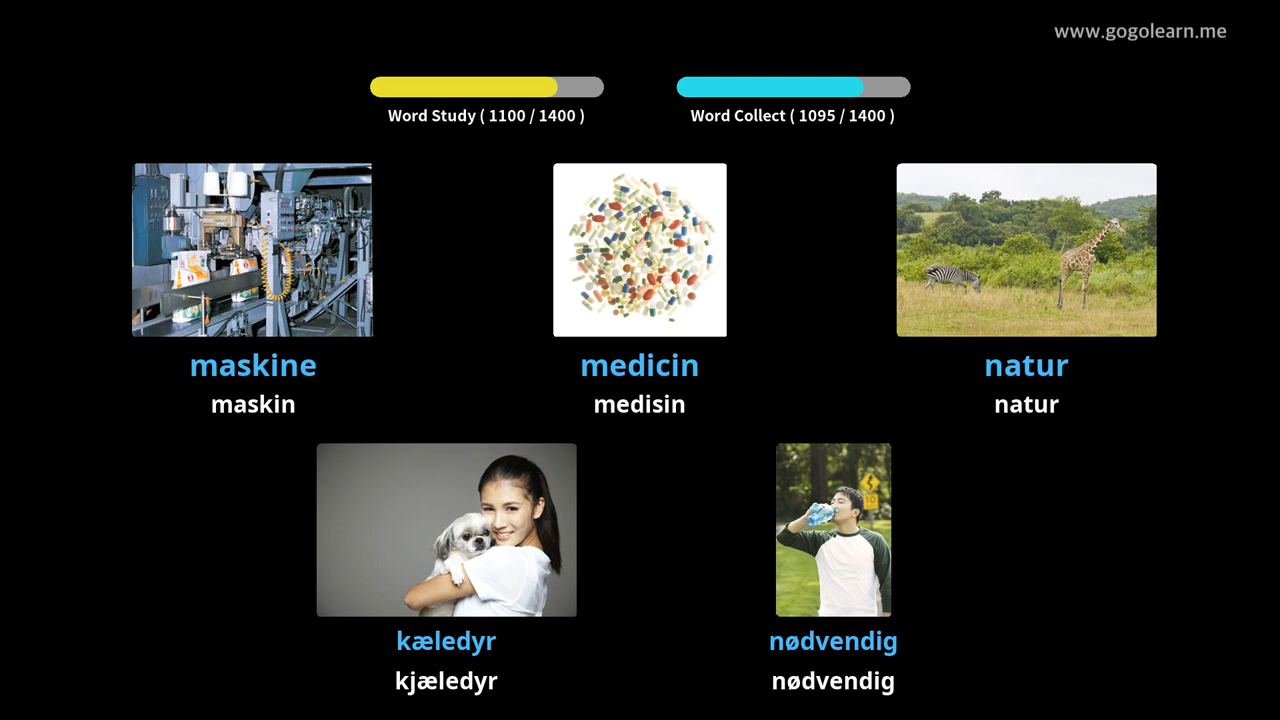 www.gogolearn.me
Word Study ( 1100 / 1400 )
Word Collect ( 1095 / 1400 )
maskine
maskin
medicin
medisin
natur
natur
kæledyr
kjæledyr
nødvendig
nødvendig